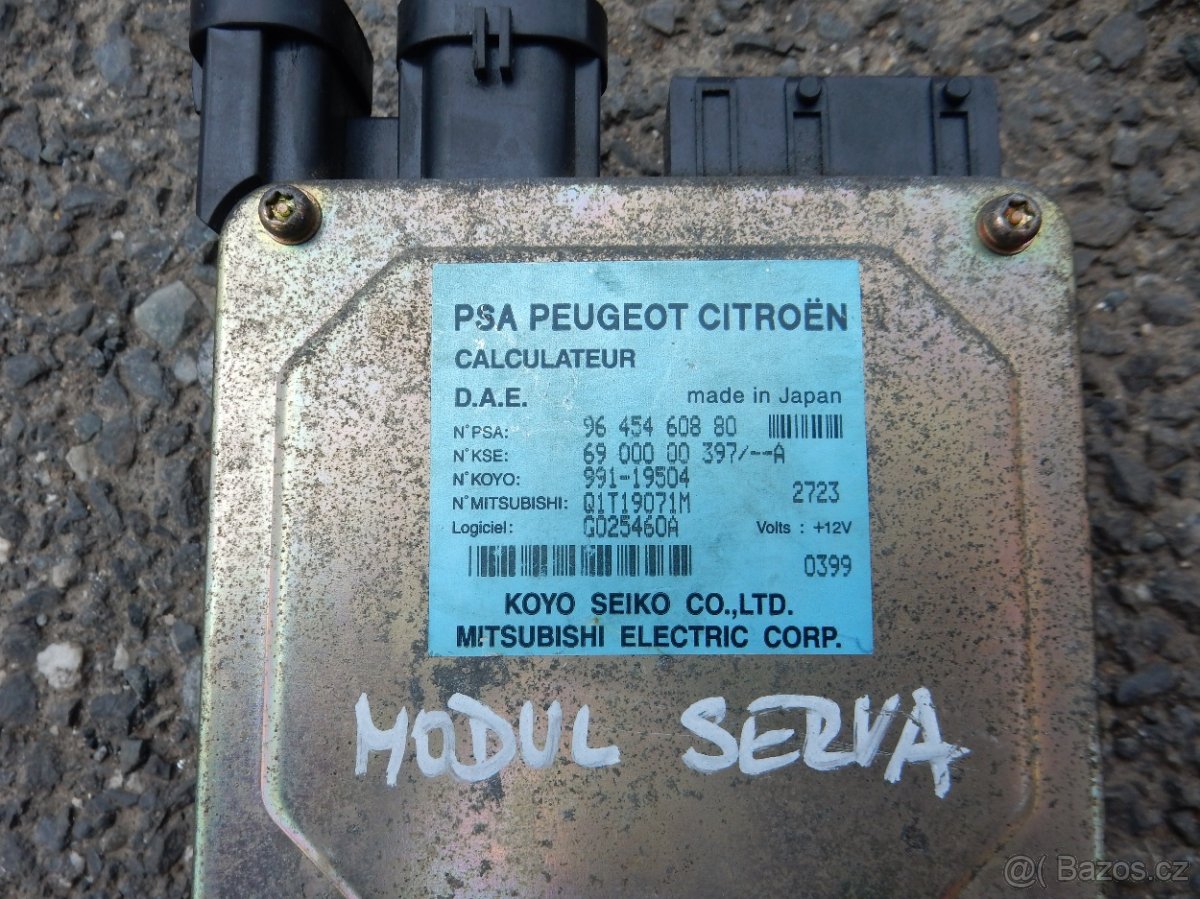 PSA PEUGEOT CITROËN
CALCULATEUR
D.A.E. made in Japan
N°PSA: 96 454 608 80
N°KSE: 69 000 00 397/--A
N°KOYO: 991-19504
N°MITSUBISHI: Q1T19071M 2723
Logiciel: G025460A Volts : +12V
0399
KOYO SEIKO CO.,LTD.
MITSUBISHI ELECTRIC CORP.
MODUL SERVA
@ Bazos.cz